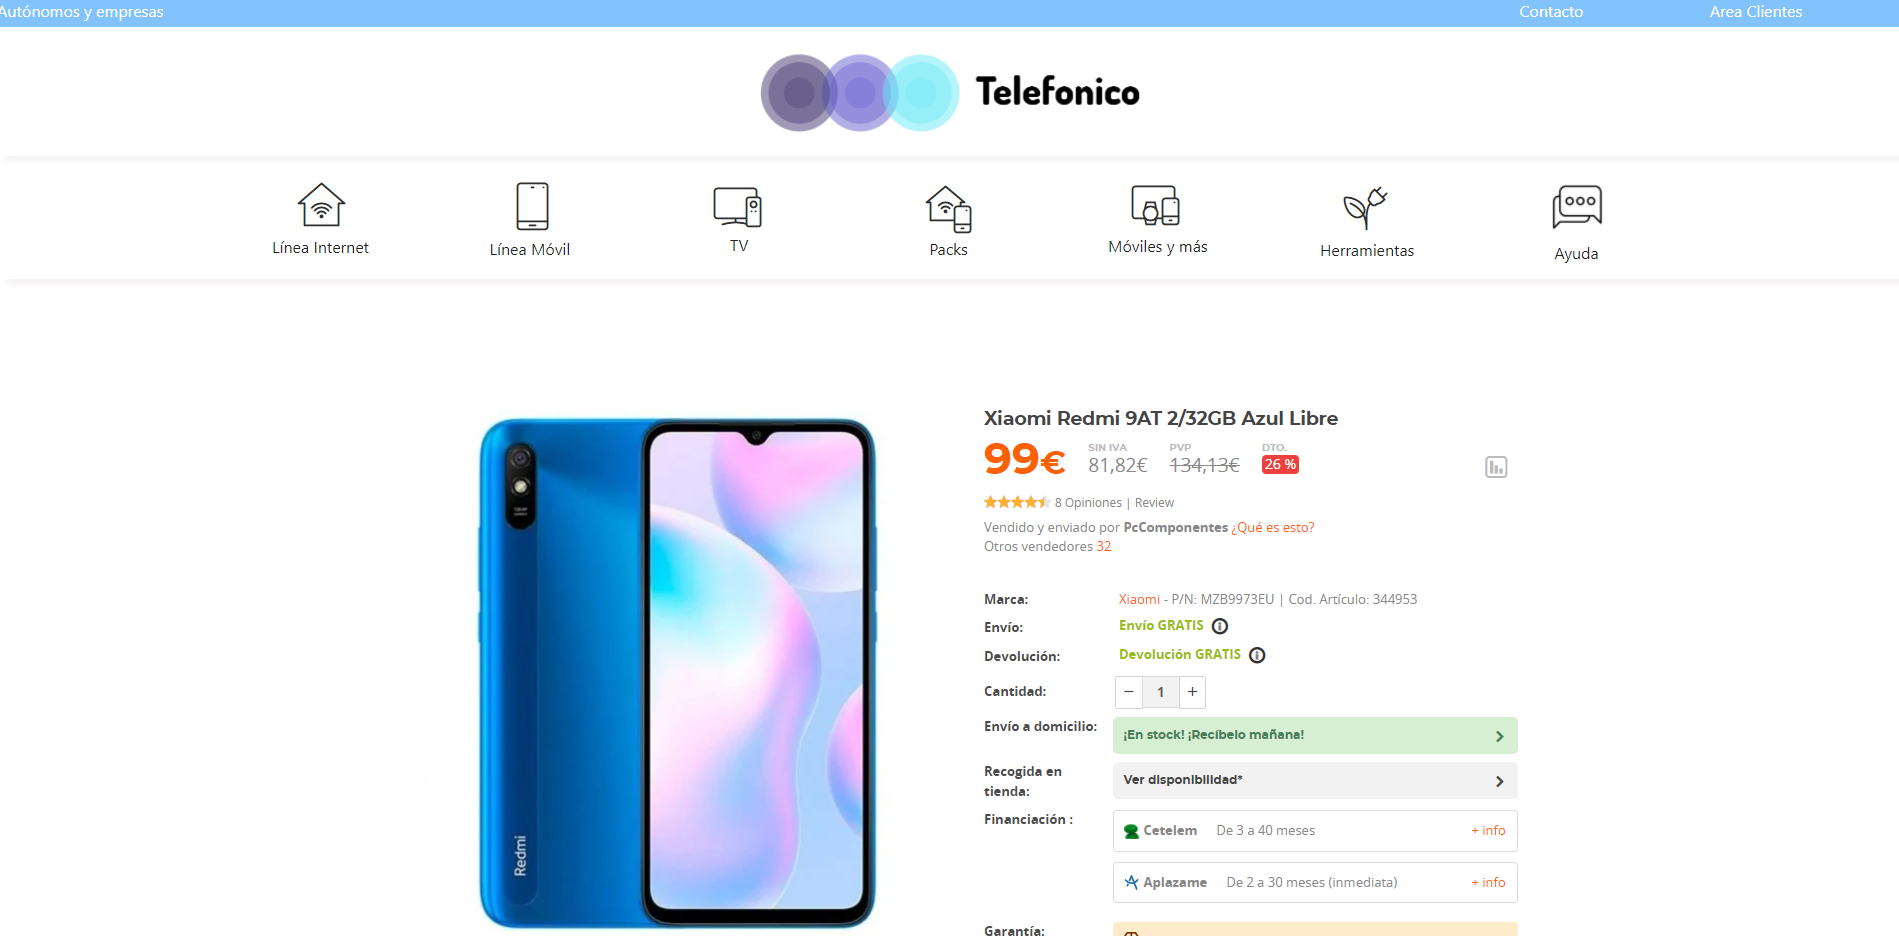 Autónomos y empresas
Contacto
Area Clientes
Telefonico
Línea Internet
Línea Móvil
TV
Packs
Móviles y más
Herramientas
Ayuda
Xiaomi Redmi 9AT 2/32GB Azul Libre
99€
SIN IVA
81,82€
PVP
134,13€
DTO.
26 %
8 Opiniones | Review
Vendido y enviado por PcComponentes ¿Qué es esto?
Otros vendedores 32
Marca:
Xiaomi - P/N: MZB9973EU | Cod. Artículo: 344953
Envío:
Envío GRATIS
Devolución:
Devolución GRATIS
Cantidad:
− 1 +
Envío a domicilio:
¡En stock! ¡Recíbelo mañana!
Recogida en
tienda:
Ver disponibilidad*
Financiación :
Cetelem De 3 a 40 meses + info
Aplazame De 2 a 30 meses (inmediata) + info
Garantía:
Redmi